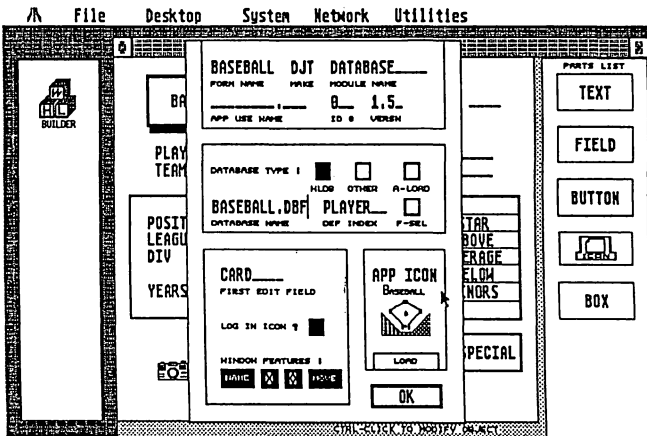 File Desktop System Network Utilities
BASEBALL DJT DATABASE
FORM NAME MAKE MODULE NAME
0 1.5
APP USE NAME ID # VERSN
DATABASE TYPE :
HLDB OTHER A-LOAD
BASEBALL.DBF PLAYER
DATABASE NAME DEF INDEX F-SEL
CARD
FIRST EDIT FIELD
LOG IN ICON ?
WINDOW FEATURES :
NAME X ◊ MOVE
APP ICON
BASEBALL
LOAD
OK
BUILDER
BA
PLAY
TEAM
POSIT
LEAGU
DIV
YEARS
STAR
BOVE
ERAGE
ELOW
NORS
SPECIAL
PARTS LIST
TEXT
FIELD
BUTTON
ICON
BOX
CTRL-CLICK TO MODIFY OBJECT